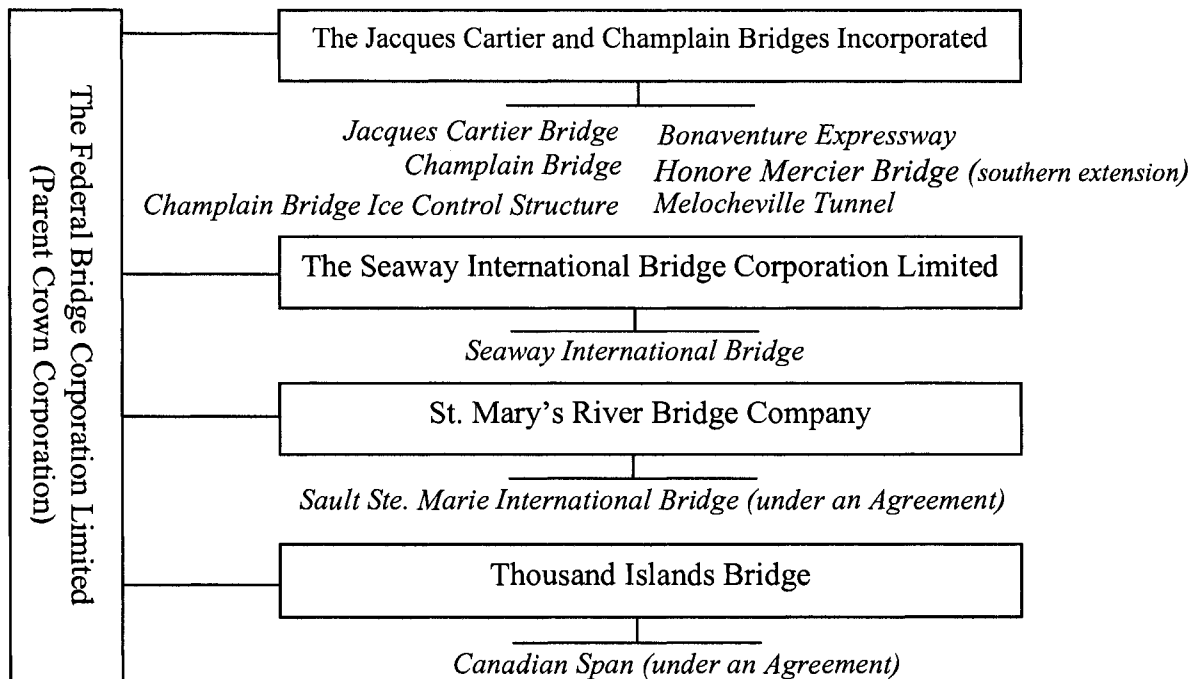 The Federal Bridge Corporation Limited
(Parent Crown Corporation)
The Jacques Cartier and Champlain Bridges Incorporated
Jacques Cartier Bridge
Champlain Bridge
Champlain Bridge Ice Control Structure
Bonaventure Expressway
Honore Mercier Bridge (southern extension)
Melocheville Tunnel
The Seaway International Bridge Corporation Limited
Seaway International Bridge
St. Mary's River Bridge Company
Sault Ste. Marie International Bridge (under an Agreement)
Thousand Islands Bridge
Canadian Span (under an Agreement)